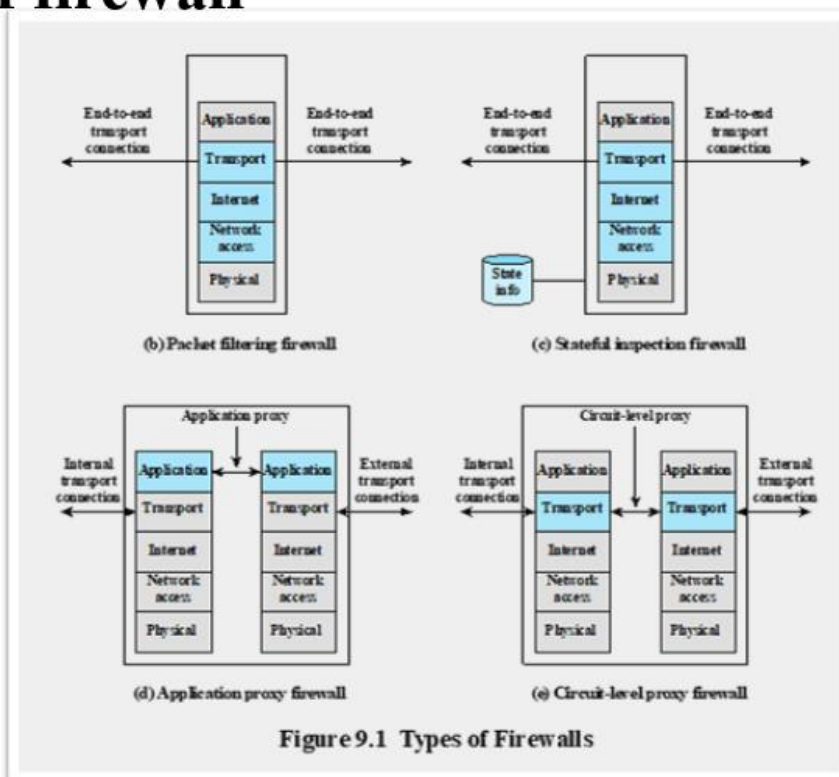 firewall
End-to-end
transport
connection
End-to-end
transport
connection
Application
Transport
Internet
Network
access
Physical
(b) Packet filtering firewall
End-to-end
transport
connection
End-to-end
transport
connection
Application
Transport
Internet
Network
access
Physical
State
info
(c) Stateful inspection firewall
Application proxy
Internal
transport
connection
Application
Transport
Internet
Network
access
Physical
Application
Transport
Internet
Network
access
Physical
External
transport
connection
(d) Application proxy firewall
Circuit-level proxy
Internal
transport
connection
Application
Transport
Internet
Network
access
Physical
Application
Transport
Internet
Network
access
Physical
External
transport
connection
(e) Circuit-level proxy firewall
Figure 9.1 Types of Firewalls